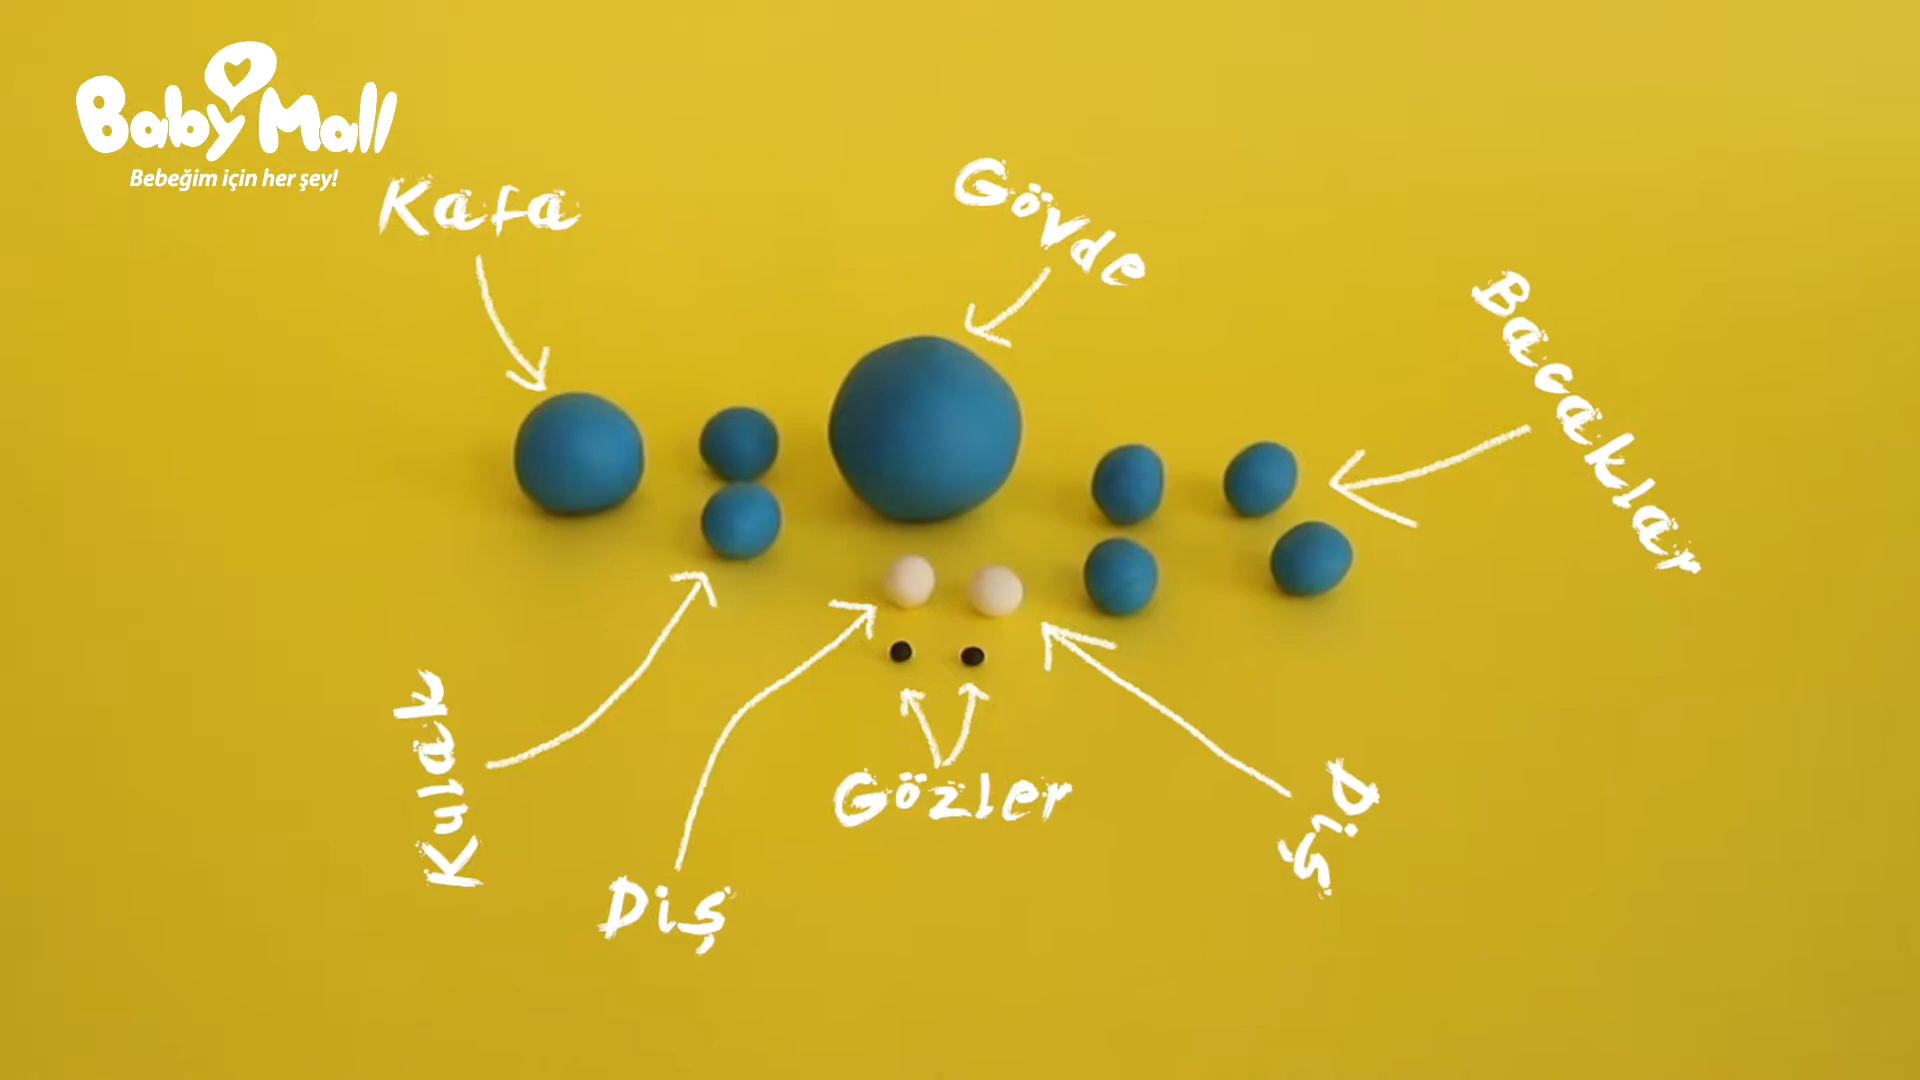 Baby Mall
Bebeğim için her şey!
Kafa
Gövde
Bacaklar
Kulak
Diş
Gözler
Diş